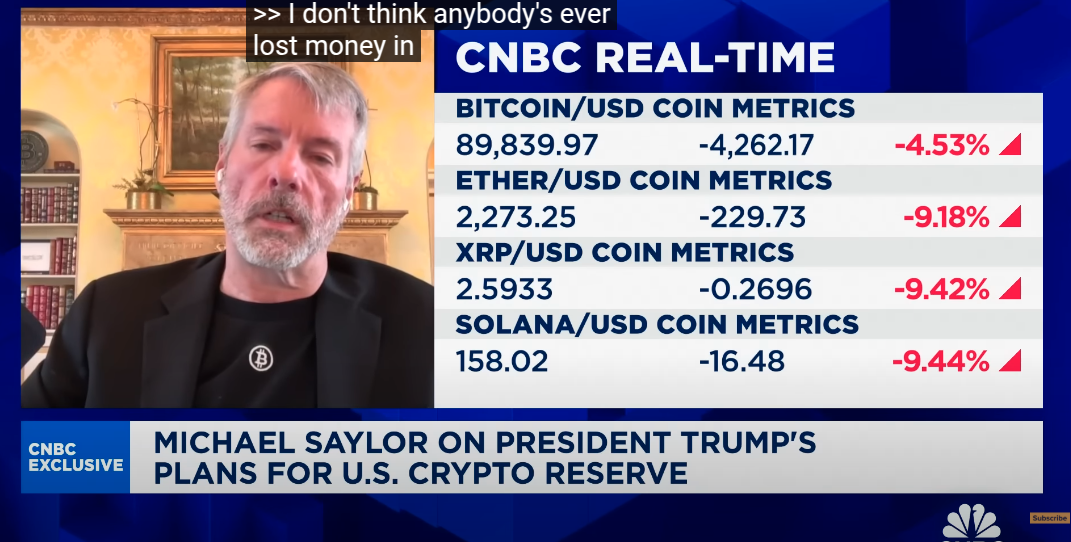 >> I don't think anybody's ever
lost money in
CNBC REAL-TIME
BITCOIN/USD COIN METRICS
89,839.97 -4,262.17 -4.53%
ETHER/USD COIN METRICS
2,273.25 -229.73 -9.18%
XRP/USD COIN METRICS
2.5933 -0.2696 -9.42%
SOLANA/USD COIN METRICS
158.02 -16.48 -9.44%
CNBC
EXCLUSIVE
MICHAEL SAYLOR ON PRESIDENT TRUMP'S
PLANS FOR U.S. CRYPTO RESERVE
Subscribe